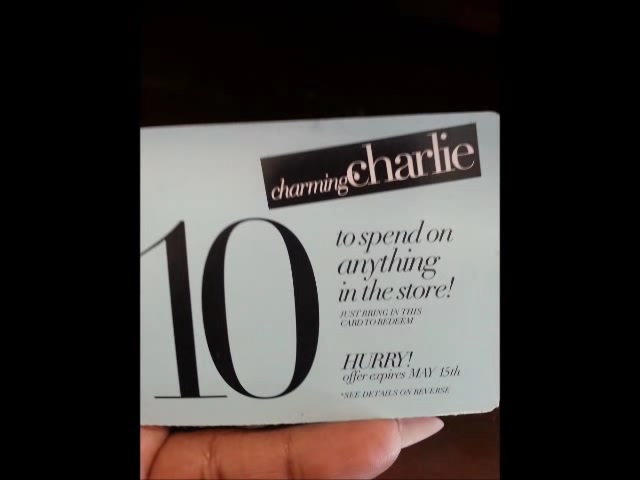 charming charlie
10
to spend on
anything
in the store!
JUST BRING IN THIS
CARD TO REDEEM
HURRY!
offer expires MAY 15th
*SEE DETAILS ON REVERSE